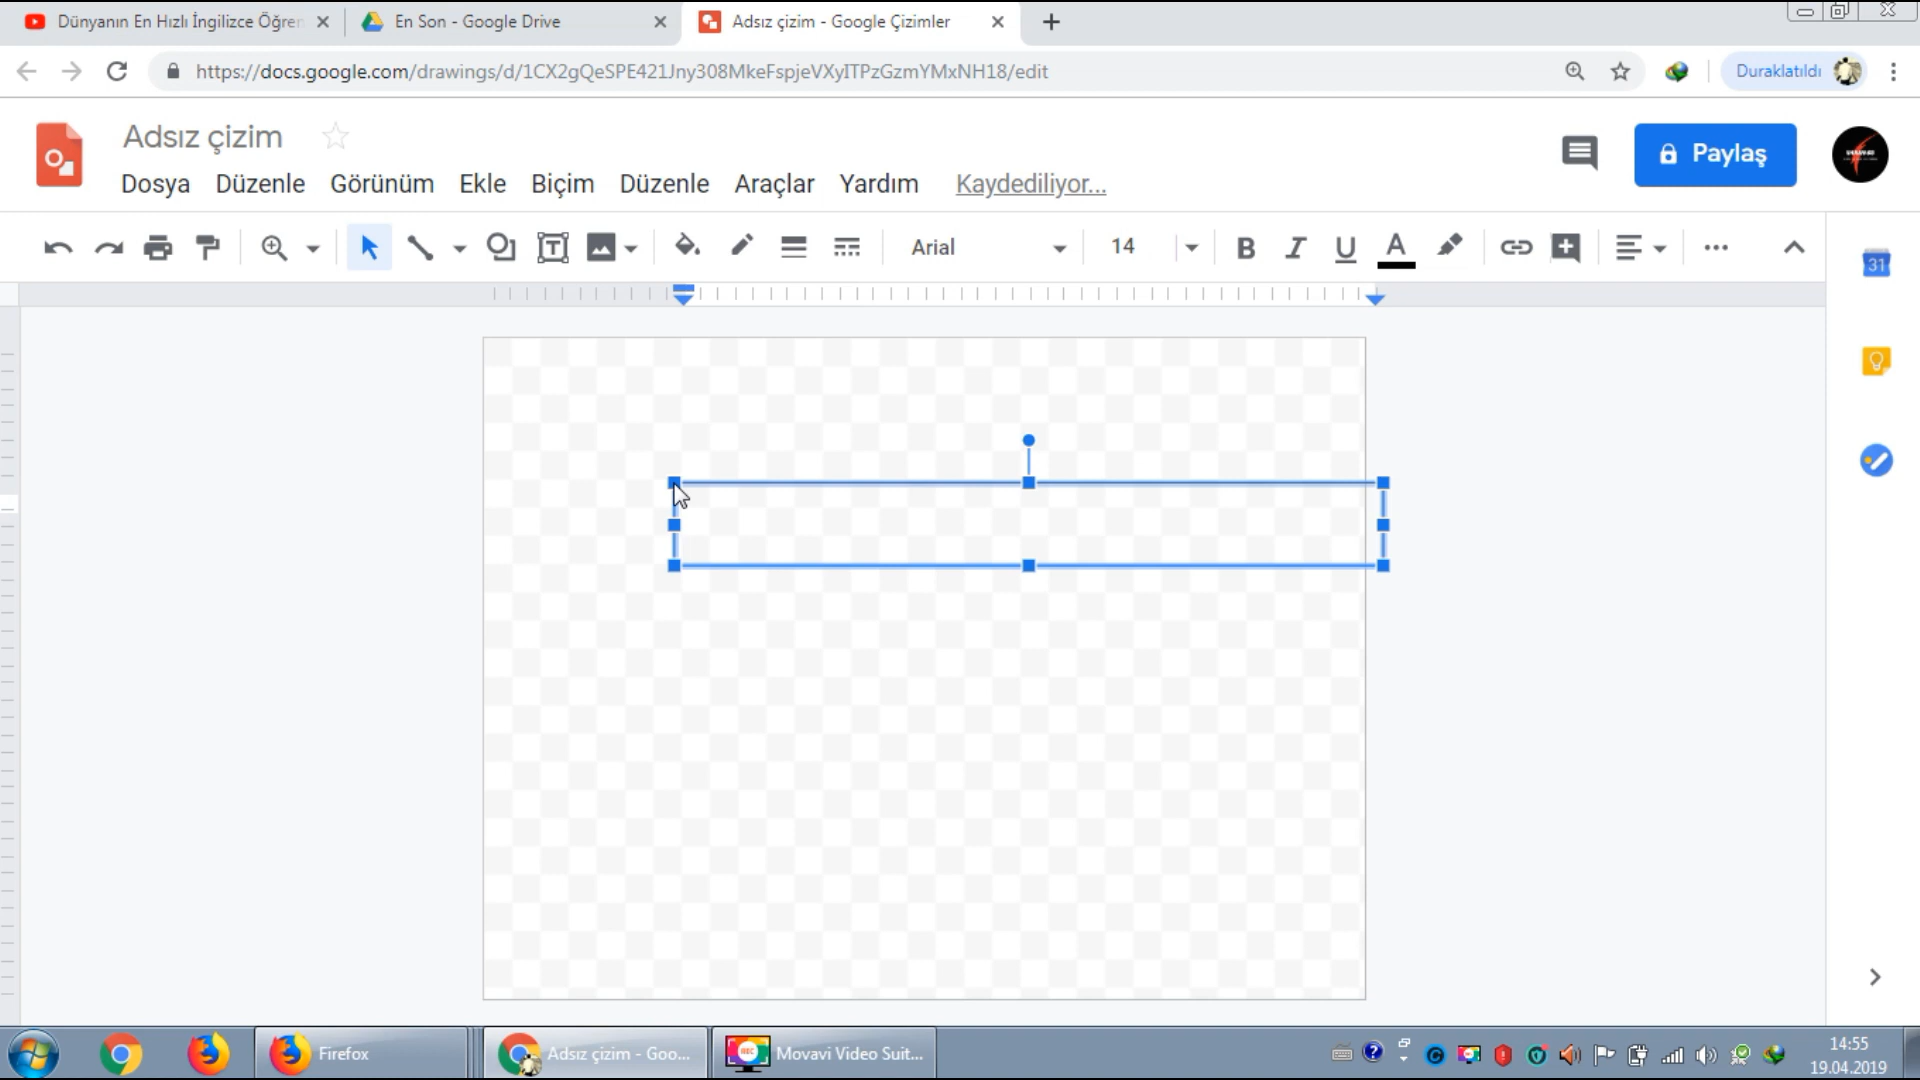 Dünyanın En Hızlı İngilizce Öğren
En Son - Google Drive
Adsız çizim - Google Çizimler
https://docs.google.com/drawings/d/1CX2gQeSPE421Jny308MkeFspjeVXyITPzGzmYMxNH18/edit
Duraklatıldı
Adsız çizim
Paylaş
Dosya Düzenle Görünüm Ekle Biçim Düzenle Araçlar Yardım Kaydediliyor...
Arial 14 B I U A
31
Firefox
Adsız çizim - Goo...
Movavi Video Suit...
14:55
19.04.2019